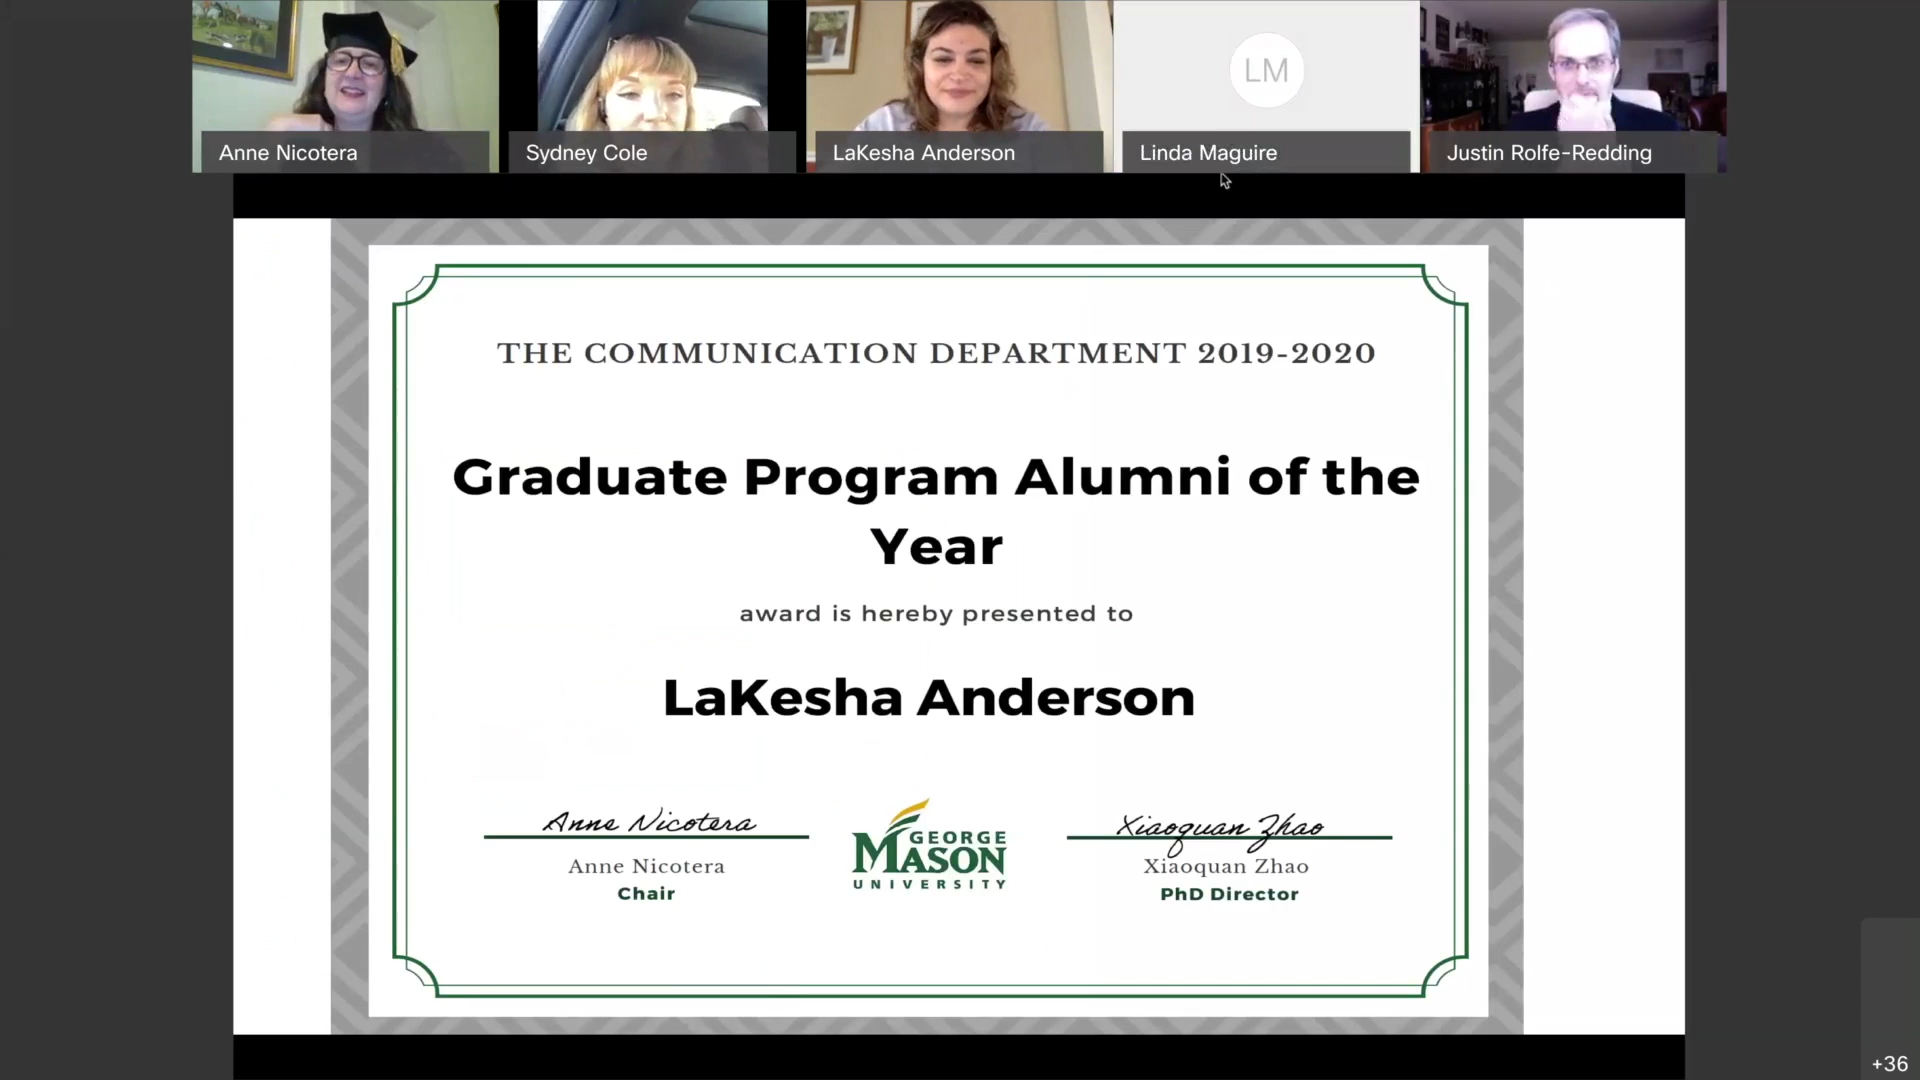 Anne Nicotera
Sydney Cole
LaKesha Anderson
LM
Linda Maguire
Justin Rolfe-Redding
THE COMMUNICATION DEPARTMENT 2019-2020
Graduate Program Alumni of the
Year
award is hereby presented to
LaKesha Anderson
Anne Nicotera
Anne Nicotera
Chair
GEORGE
MASON
UNIVERSITY
Xiaoquan Zhao
Xiaoquan Zhao
PhD Director
+36